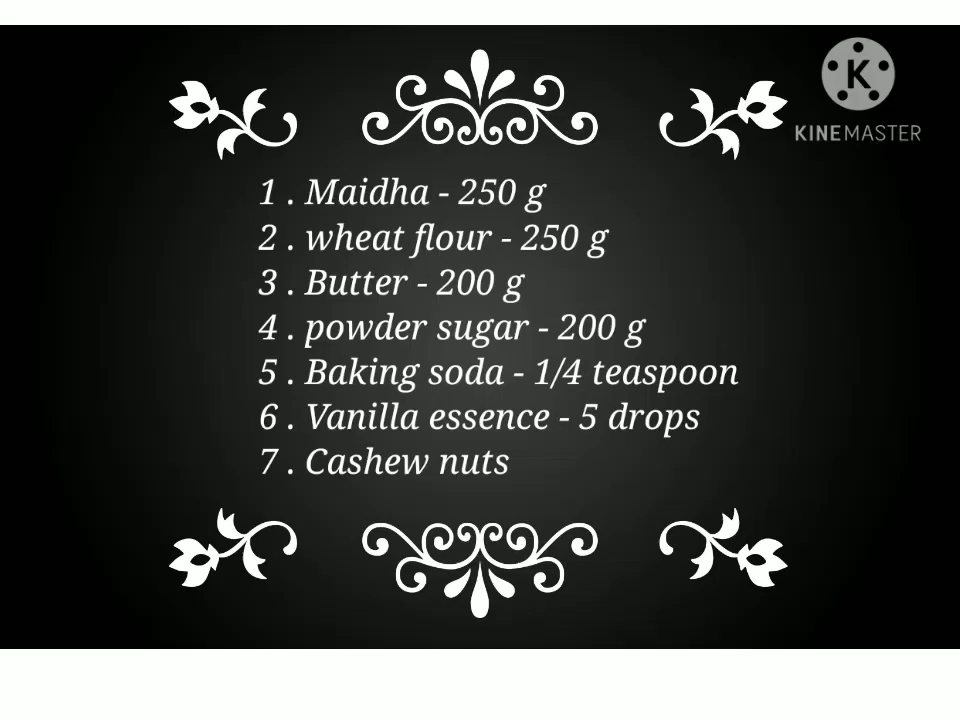 K
KINEMASTER
1 . Maidha - 250 g
2 . wheat flour - 250 g
3 . Butter - 200 g
4 . powder sugar - 200 g
5 . Baking soda - 1/4 teaspoon
6 . Vanilla essence - 5 drops
7 . Cashew nuts